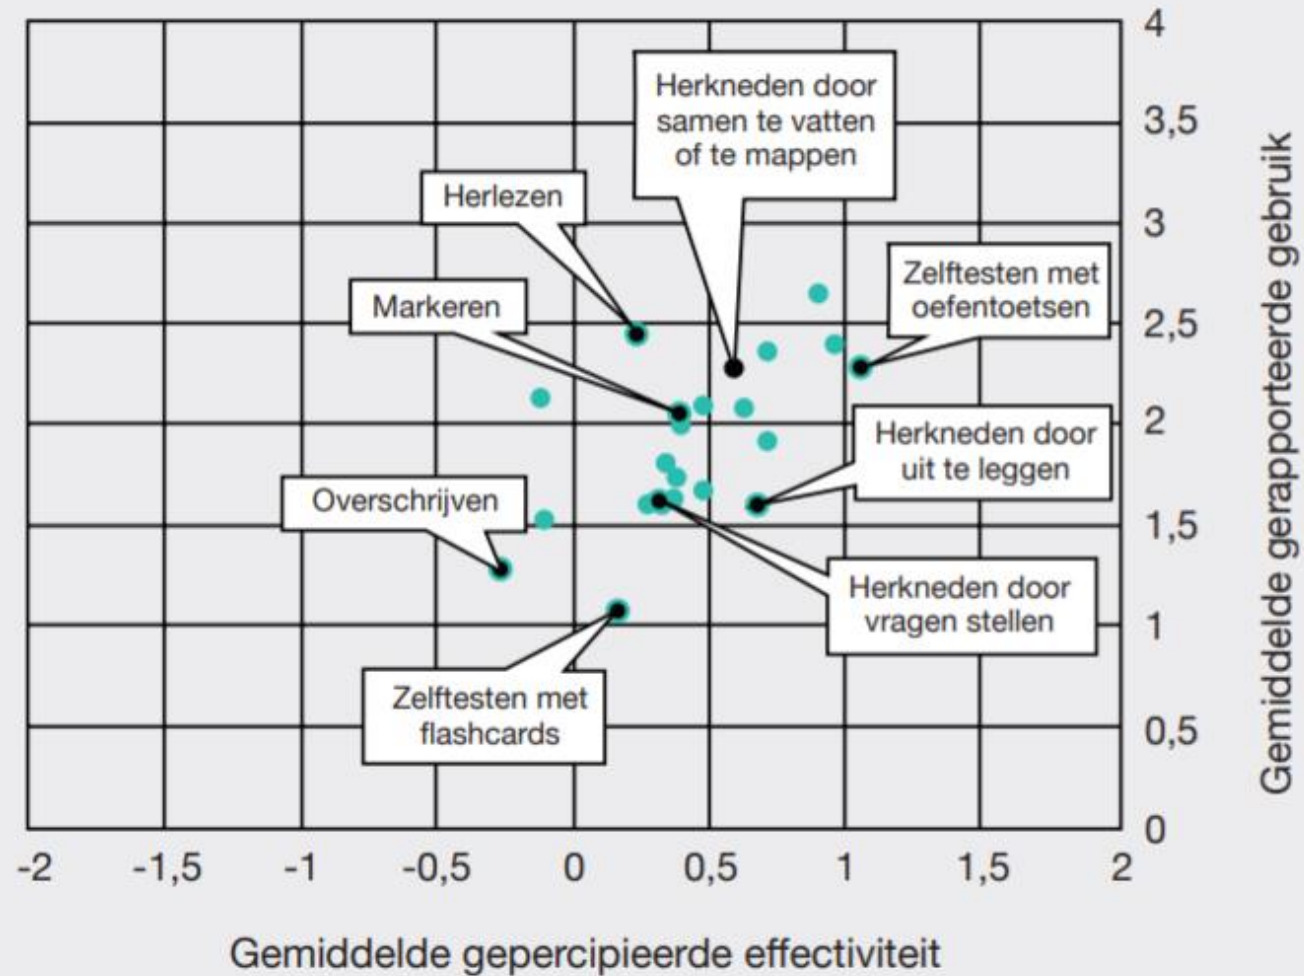 4
Herkneden door
samen te vatten
of te mappen
3,5
Herlezen
3
Zelftesten met
oefentoetsen
Markeren
2,5
2
Herkneden door
uit te leggen
Overschrijven
1,5
Herkneden door
vragen stellen
1
Zelftesten met
flashcards
0,5
0
-2 -1,5 -1 -0,5 0 0,5 1 1,5 2
Gemiddelde gepercipieerde effectiviteit
Gemiddelde gerapporteerde gebruik